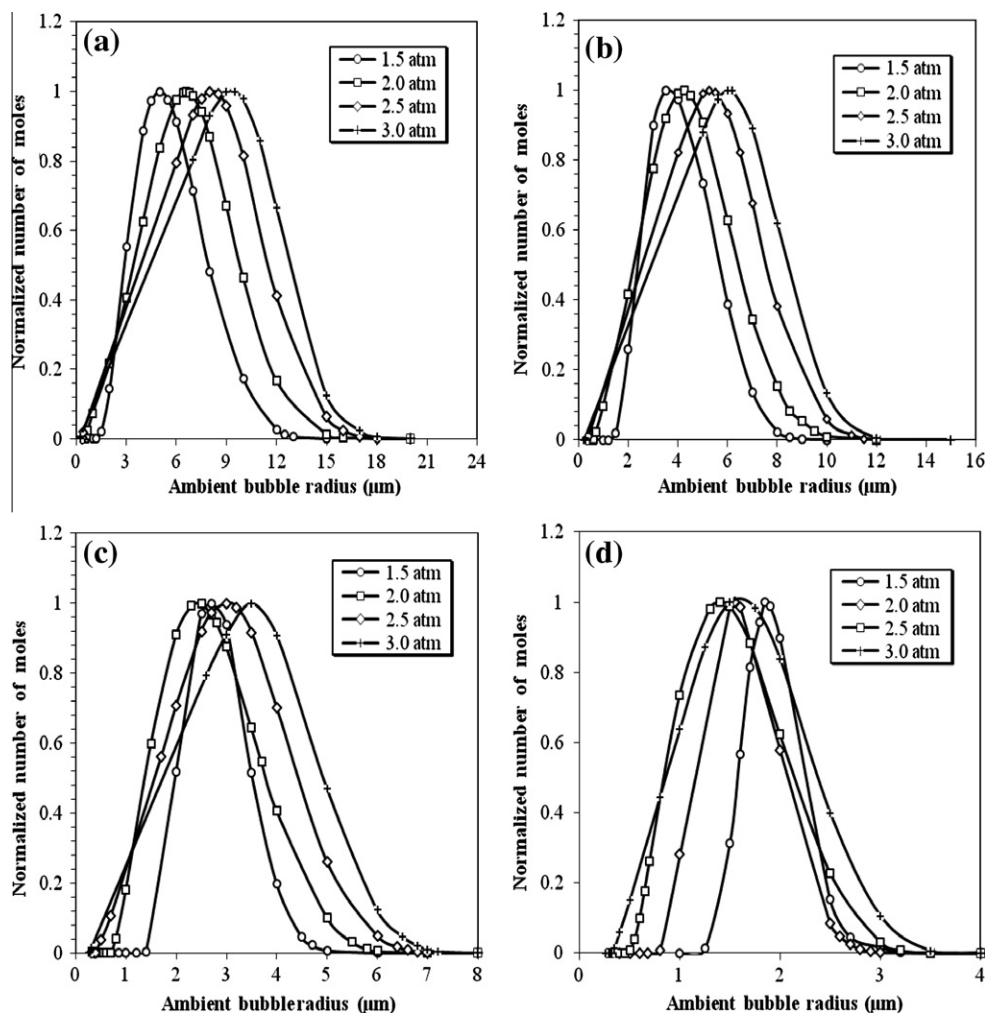 (a)
1.5 atm
2.0 atm
2.5 atm
3.0 atm
Normalized number of moles
1.2
1
0.8
0.6
0.4
0.2
0
0 3 6 9 12 15 18 21 24
Ambient bubble radius (µm)
(b)
1.5 atm
2.0 atm
2.5 atm
3.0 atm
Normalized number of moles
1.2
1
0.8
0.6
0.4
0.2
0
0 2 4 6 8 10 12 14 16
Ambient bubble radius (µm)
(c)
1.5 atm
2.0 atm
2.5 atm
3.0 atm
Normalized number of moles
1.2
1
0.8
0.6
0.4
0.2
0
0 1 2 3 4 5 6 7 8
Ambient bubble radius (µm)
(d)
1.5 atm
2.0 atm
2.5 atm
3.0 atm
Normalized number of moles
1.2
1
0.8
0.6
0.4
0.2
0
0 1 2 3 4
Ambient bubble radius (µm)